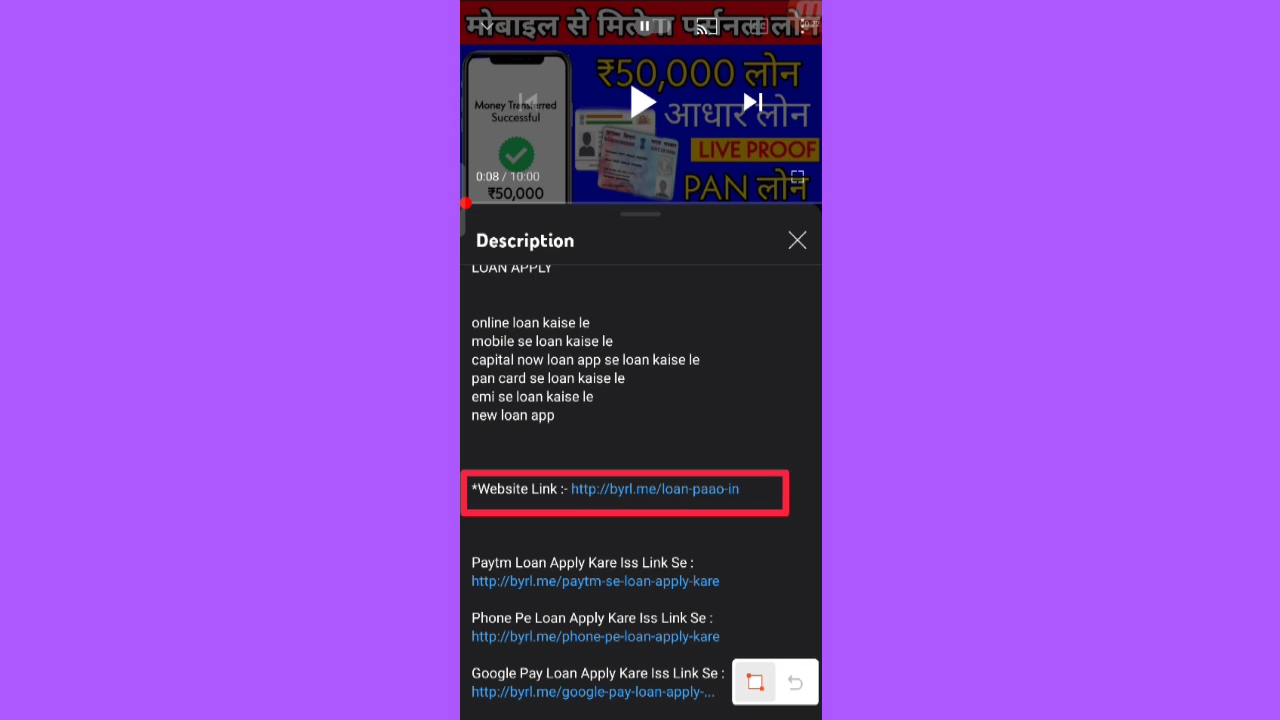 मोबाइल से मिलेगा पर्सनल लोन
₹50,000 लोन
Money Transferred
Successful
आधार लोन
LIVE PROOF
0:08 / 10:00
₹50,000
PAN लोन
Description
LOAN APPLY
online loan kaise le
mobile se loan kaise le
capital now loan app se loan kaise le
pan card se loan kaise le
emi se loan kaise le
new loan app
*Website Link :- http://byrl.me/loan-paao-in
Paytm Loan Apply Kare Iss Link Se :
http://byrl.me/paytm-se-loan-apply-kare
Phone Pe Loan Apply Kare Iss Link Se :
http://byrl.me/phone-pe-loan-apply-kare
Google Pay Loan Apply Kare Iss Link Se :
http://byrl.me/google-pay-loan-apply-...